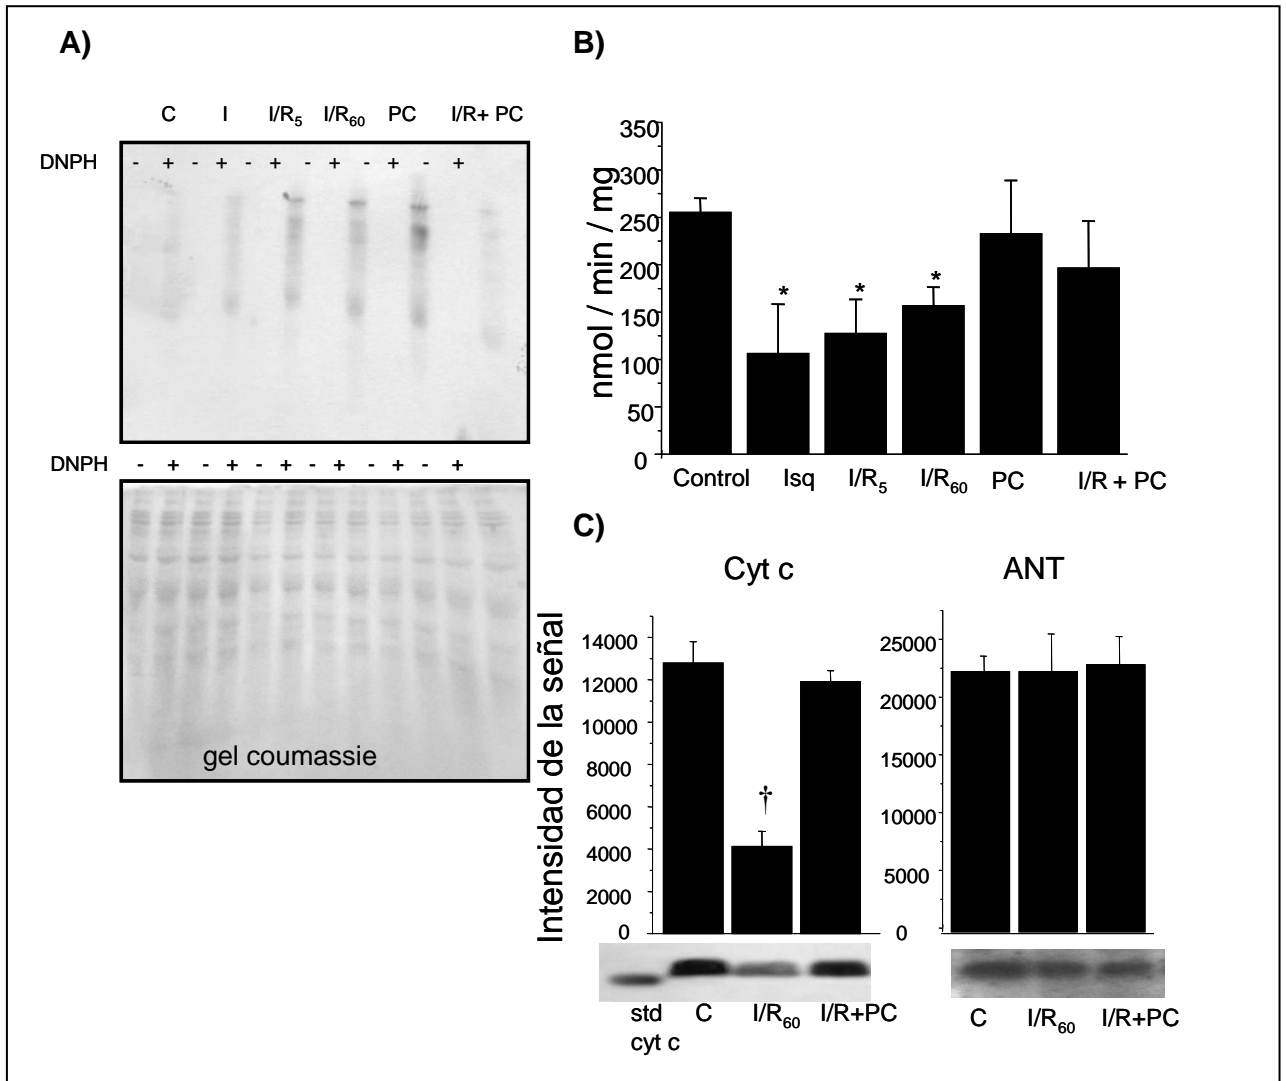 A)
C I I/R5 I/R60 PC I/R+ PC
DNPH - + - + - + - + - + - +
DNPH - + - + - + - + - + - +
gel coumassie
B)
nmol / min / mg
350
300
250
200
150
100
50
0
* * *
Control Isq I/R5 I/R60 PC I/R + PC
C)
Cyt c
Intensidad de la señal
14000
12000
10000
8000
6000
4000
2000
0
†
std C I/R60 I/R+PC
cyt c
ANT
25000
20000
15000
10000
5000
0
C I/R60 I/R+PC